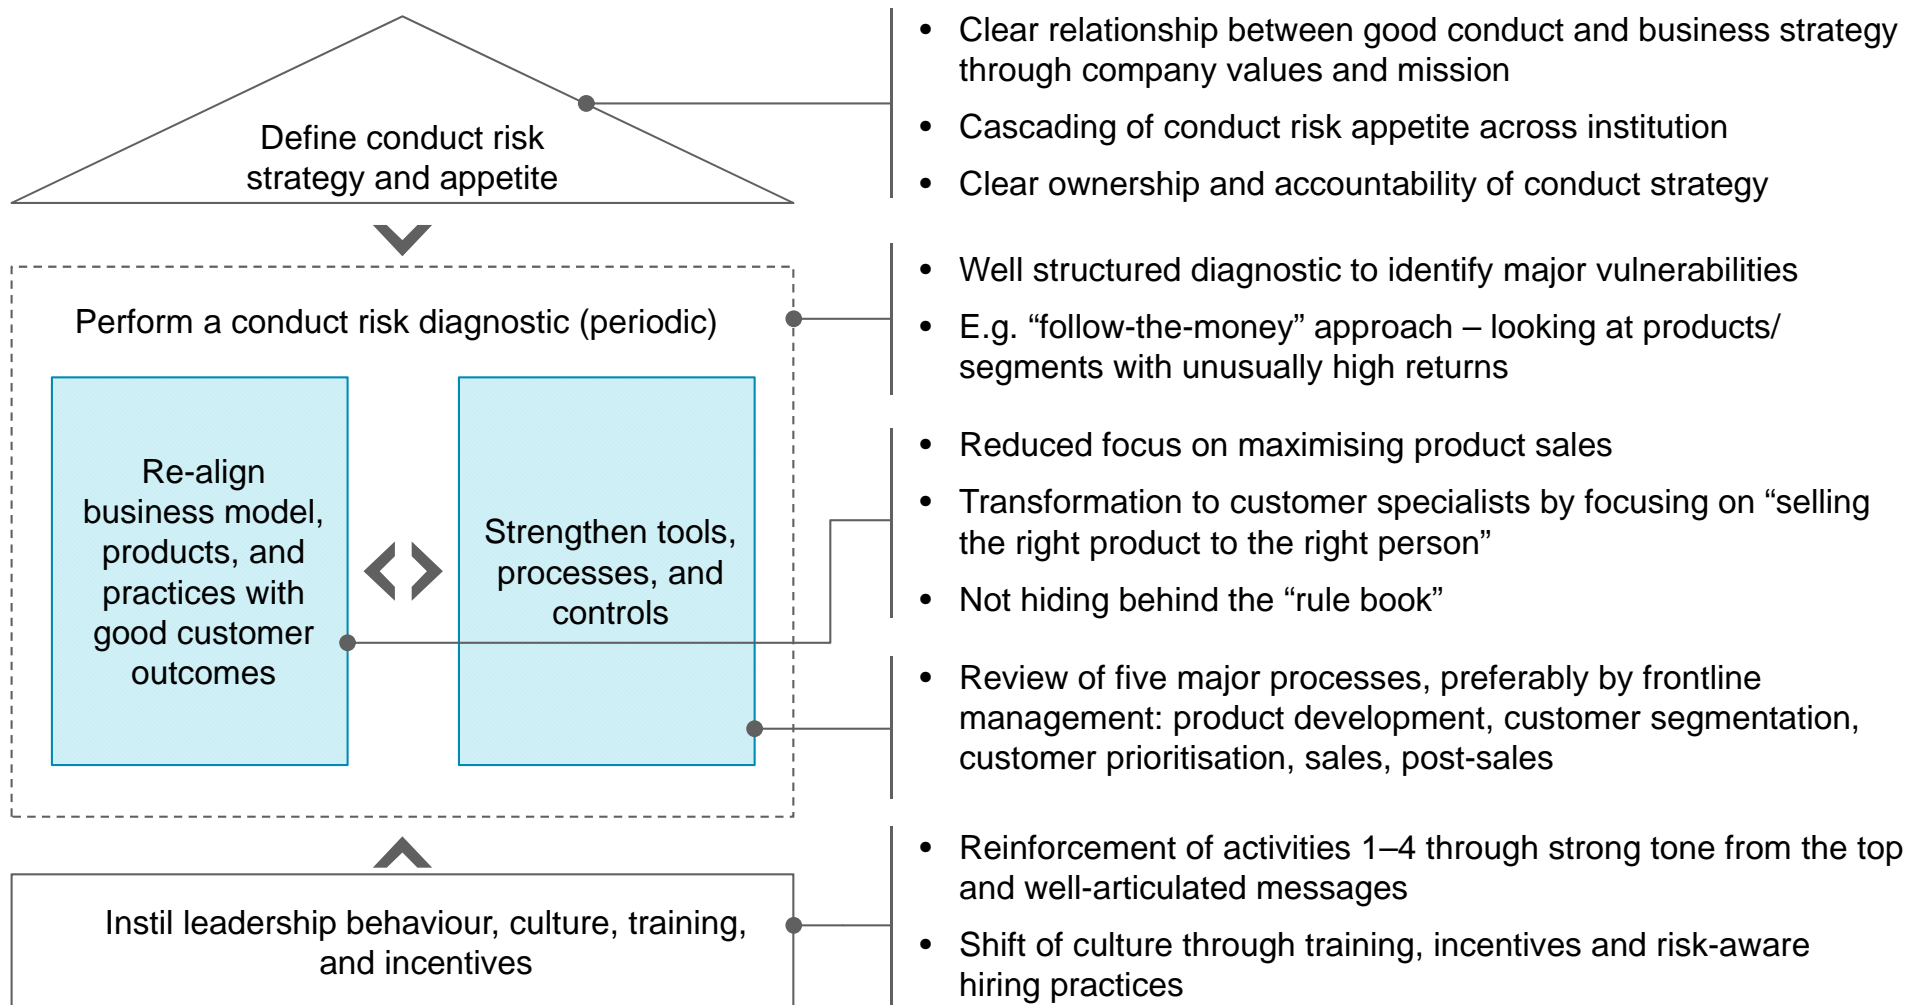 Define conduct risk
strategy and appetite
• Clear relationship between good conduct and business strategy
through company values and mission
• Cascading of conduct risk appetite across institution
• Clear ownership and accountability of conduct strategy
Perform a conduct risk diagnostic (periodic)
• Well structured diagnostic to identify major vulnerabilities
• E.g. “follow-the-money” approach – looking at products/
segments with unusually high returns
Re-align
business model,
products, and
practices with
good customer
outcomes
• Reduced focus on maximising product sales
• Transformation to customer specialists by focusing on “selling
the right product to the right person”
• Not hiding behind the “rule book”
Strengthen tools,
processes, and
controls
• Review of five major processes, preferably by frontline
management: product development, customer segmentation,
customer prioritisation, sales, post-sales
Instil leadership behaviour, culture, training,
and incentives
• Reinforcement of activities 1–4 through strong tone from the top
and well-articulated messages
• Shift of culture through training, incentives and risk-aware
hiring practices